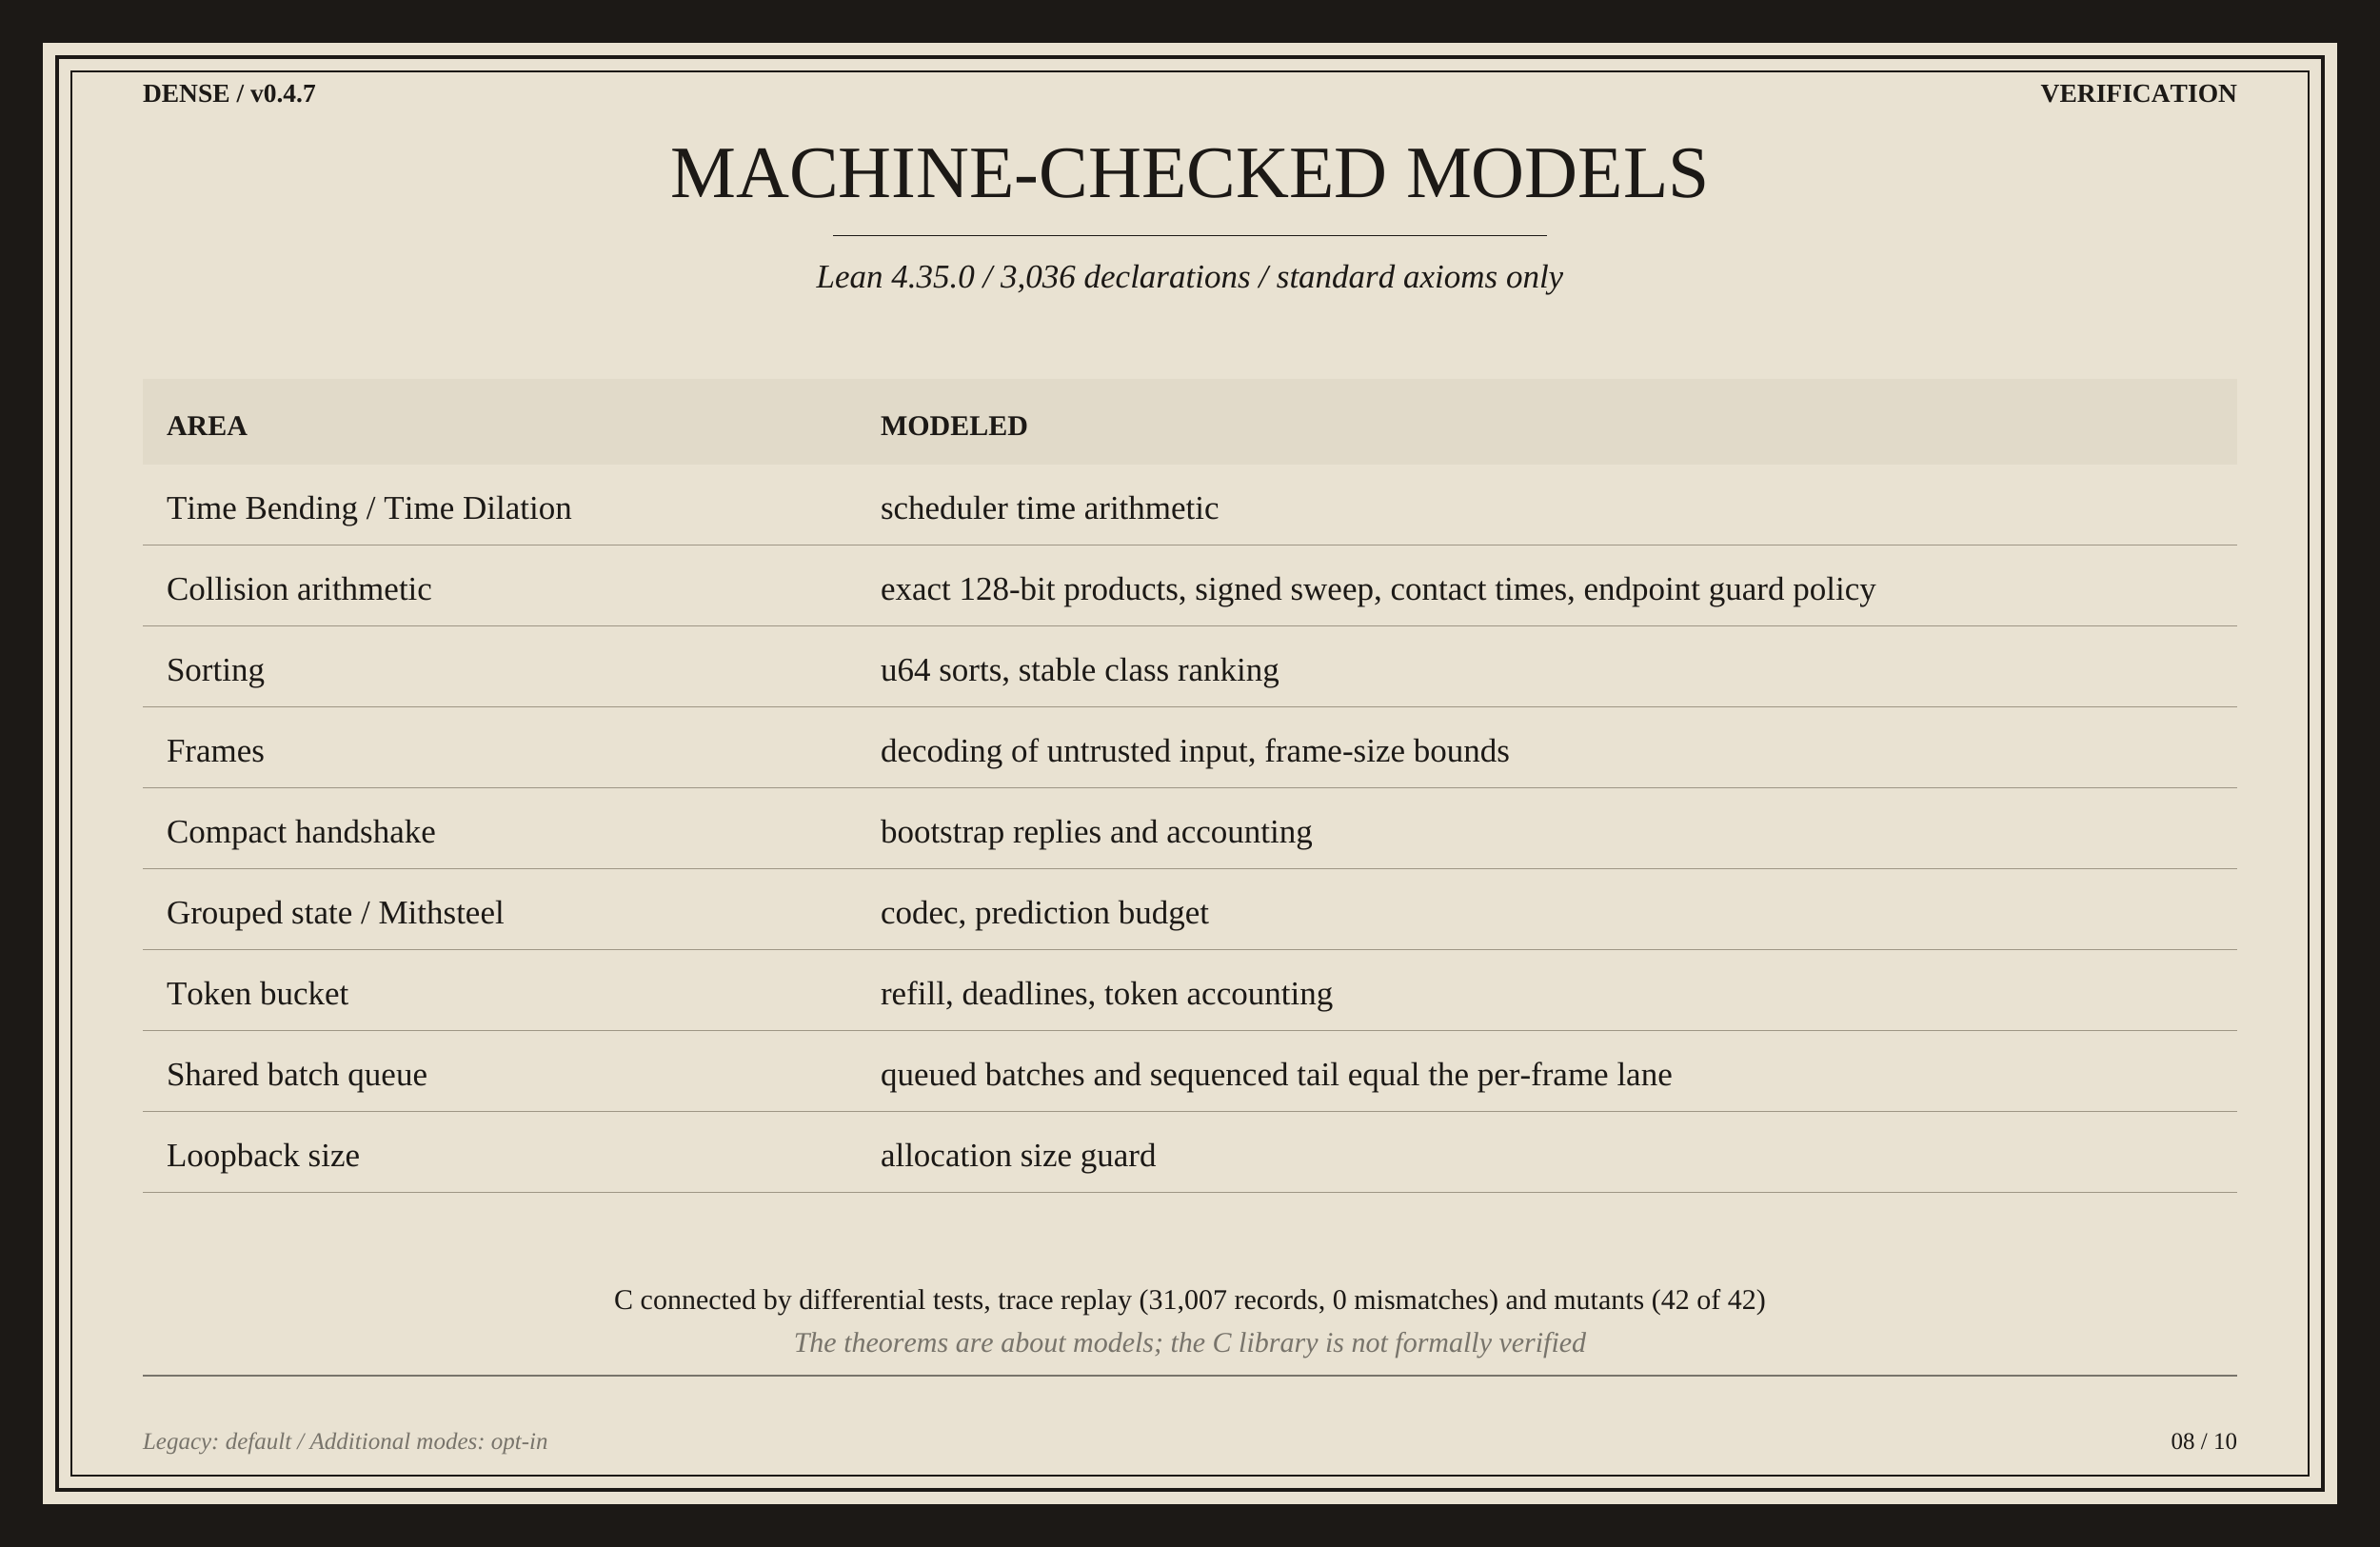 DENSE / v0.4.7
VERIFICATION
MACHINE-CHECKED MODELS
Lean 4.35.0 / 3,036 declarations / standard axioms only
AREA MODELED
Time Bending / Time Dilation scheduler time arithmetic
Collision arithmetic exact 128-bit products, signed sweep, contact times, endpoint guard policy
Sorting u64 sorts, stable class ranking
Frames decoding of untrusted input, frame-size bounds
Compact handshake bootstrap replies and accounting
Grouped state / Mithsteel codec, prediction budget
Token bucket refill, deadlines, token accounting
Shared batch queue queued batches and sequenced tail equal the per-frame lane
Loopback size allocation size guard
C connected by differential tests, trace replay (31,007 records, 0 mismatches) and mutants (42 of 42)
The theorems are about models; the C library is not formally verified
Legacy: default / Additional modes: opt-in
08 / 10